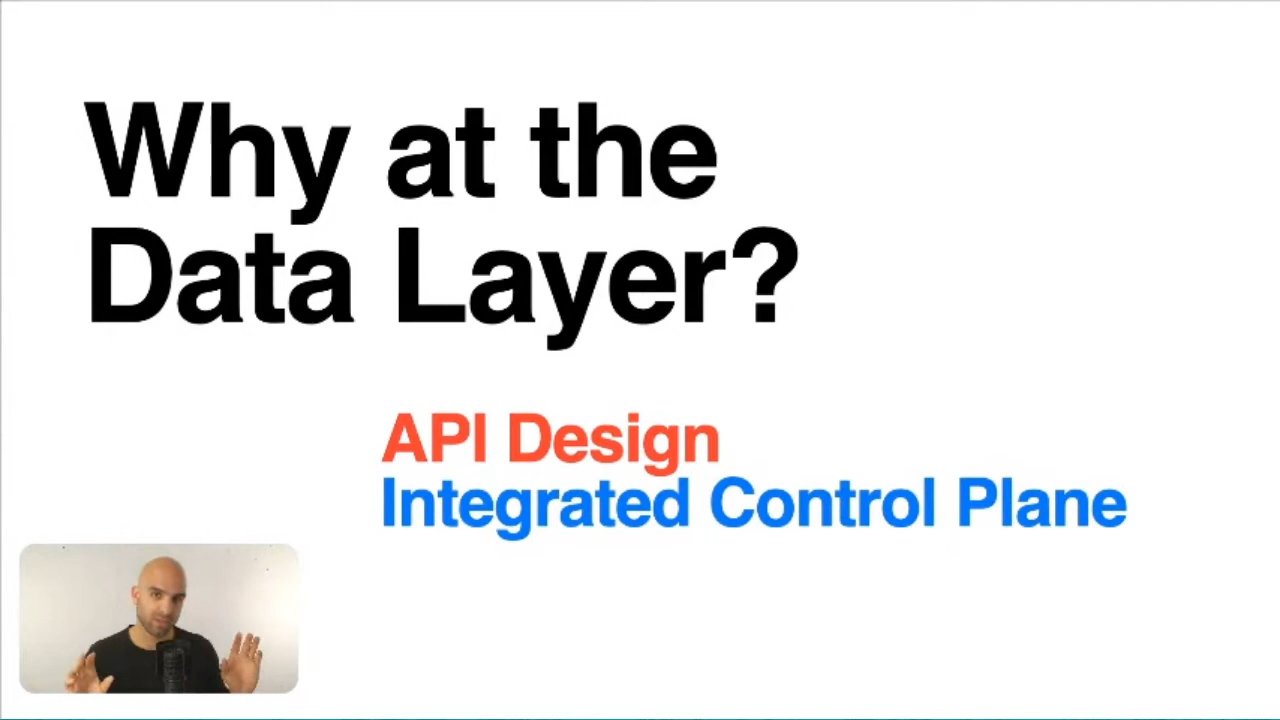 Why at the
Data Layer?
API Design
Integrated Control Plane